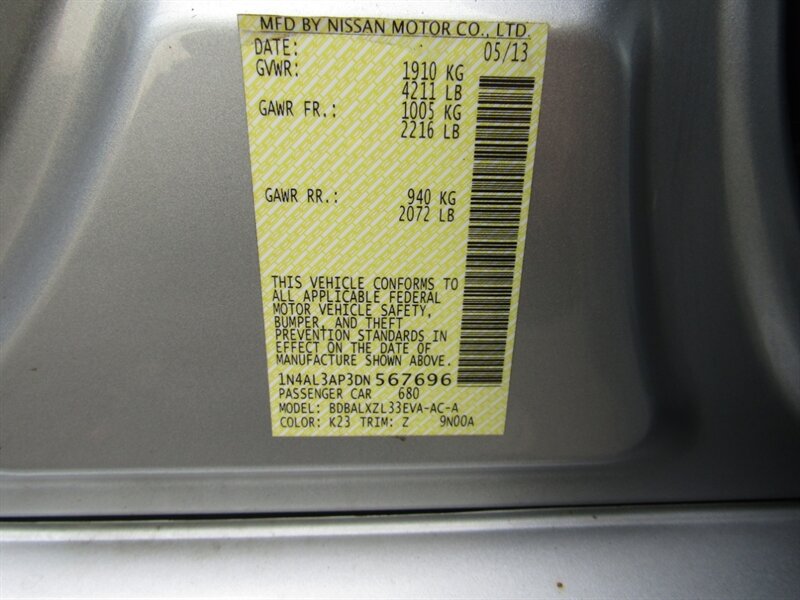 MFD BY NISSAN MOTOR CO., LTD.
DATE: 05/13
GVWR: 1910 KG
4211 LB
GAWR FR.: 1005 KG
2216 LB
GAWR RR.: 940 KG
2072 LB
THIS VEHICLE CONFORMS TO
ALL APPLICABLE FEDERAL
MOTOR VEHICLE SAFETY,
BUMPER, AND THEFT
PREVENTION STANDARDS IN
EFFECT ON THE DATE OF
MANUFACTURE SHOWN ABOVE.
1N4AL3AP3DN567696
PASSENGER CAR 680
MODEL: BDBALXZL33EVA-AC-A
COLOR: K23 TRIM: Z 9N00A